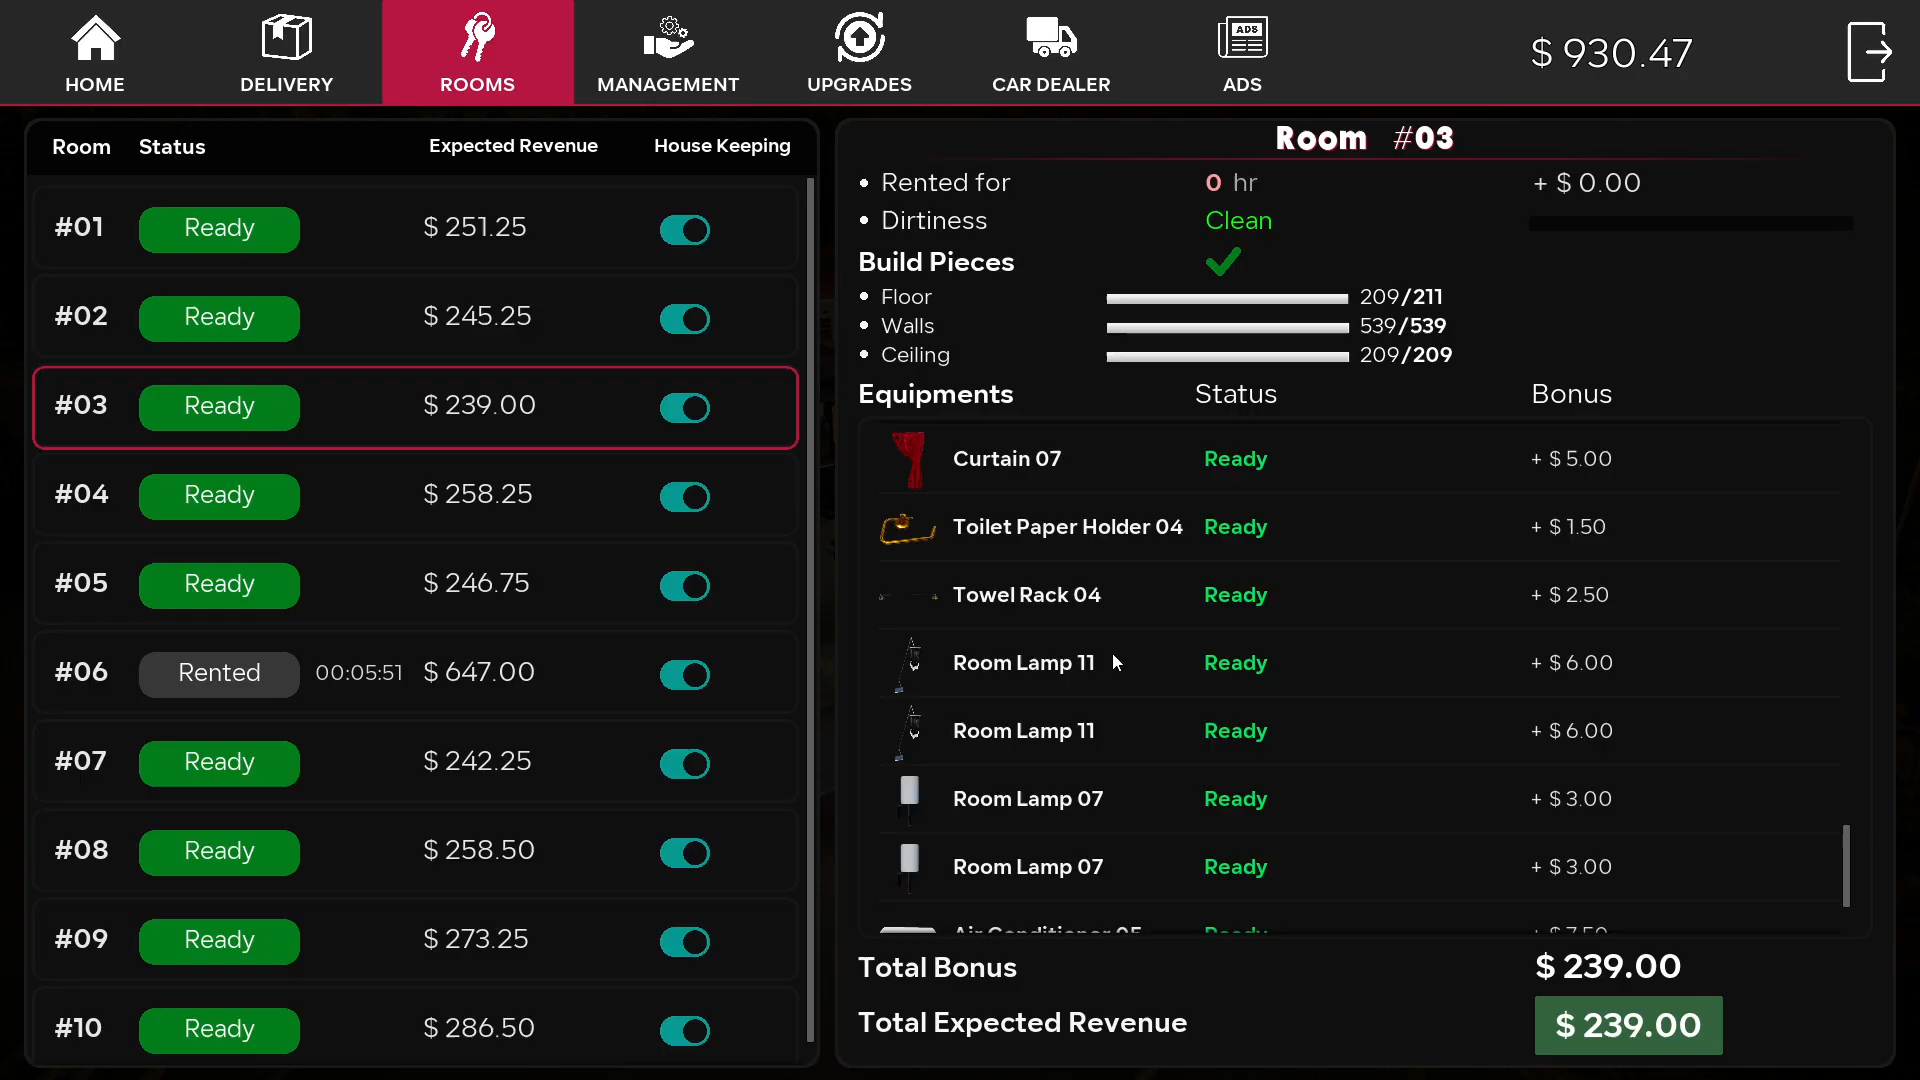 HOME
DELIVERY
ROOMS
MANAGEMENT
UPGRADES
CAR DEALER
ADS
ADS
$ 930.47
Room Status Expected Revenue House Keeping
#01 Ready $ 251.25
#02 Ready $ 245.25
#03 Ready $ 239.00
#04 Ready $ 258.25
#05 Ready $ 246.75
#06 Rented 00:05:51 $ 647.00
#07 Ready $ 242.25
#08 Ready $ 258.50
#09 Ready $ 273.25
#10 Ready $ 286.50
Room #03
• Rented for 0 hr + $ 0.00
• Dirtiness Clean
Build Pieces
• Floor 209/211
• Walls 539/539
• Ceiling 209/209
Equipments Status Bonus
Curtain 07 Ready + $ 5.00
Toilet Paper Holder 04 Ready + $ 1.50
Towel Rack 04 Ready + $ 2.50
Room Lamp 11 Ready + $ 6.00
Room Lamp 11 Ready + $ 6.00
Room Lamp 07 Ready + $ 3.00
Room Lamp 07 Ready + $ 3.00
Air Conditioner 05 Ready + $ 7.50
Total Bonus $ 239.00
Total Expected Revenue $ 239.00